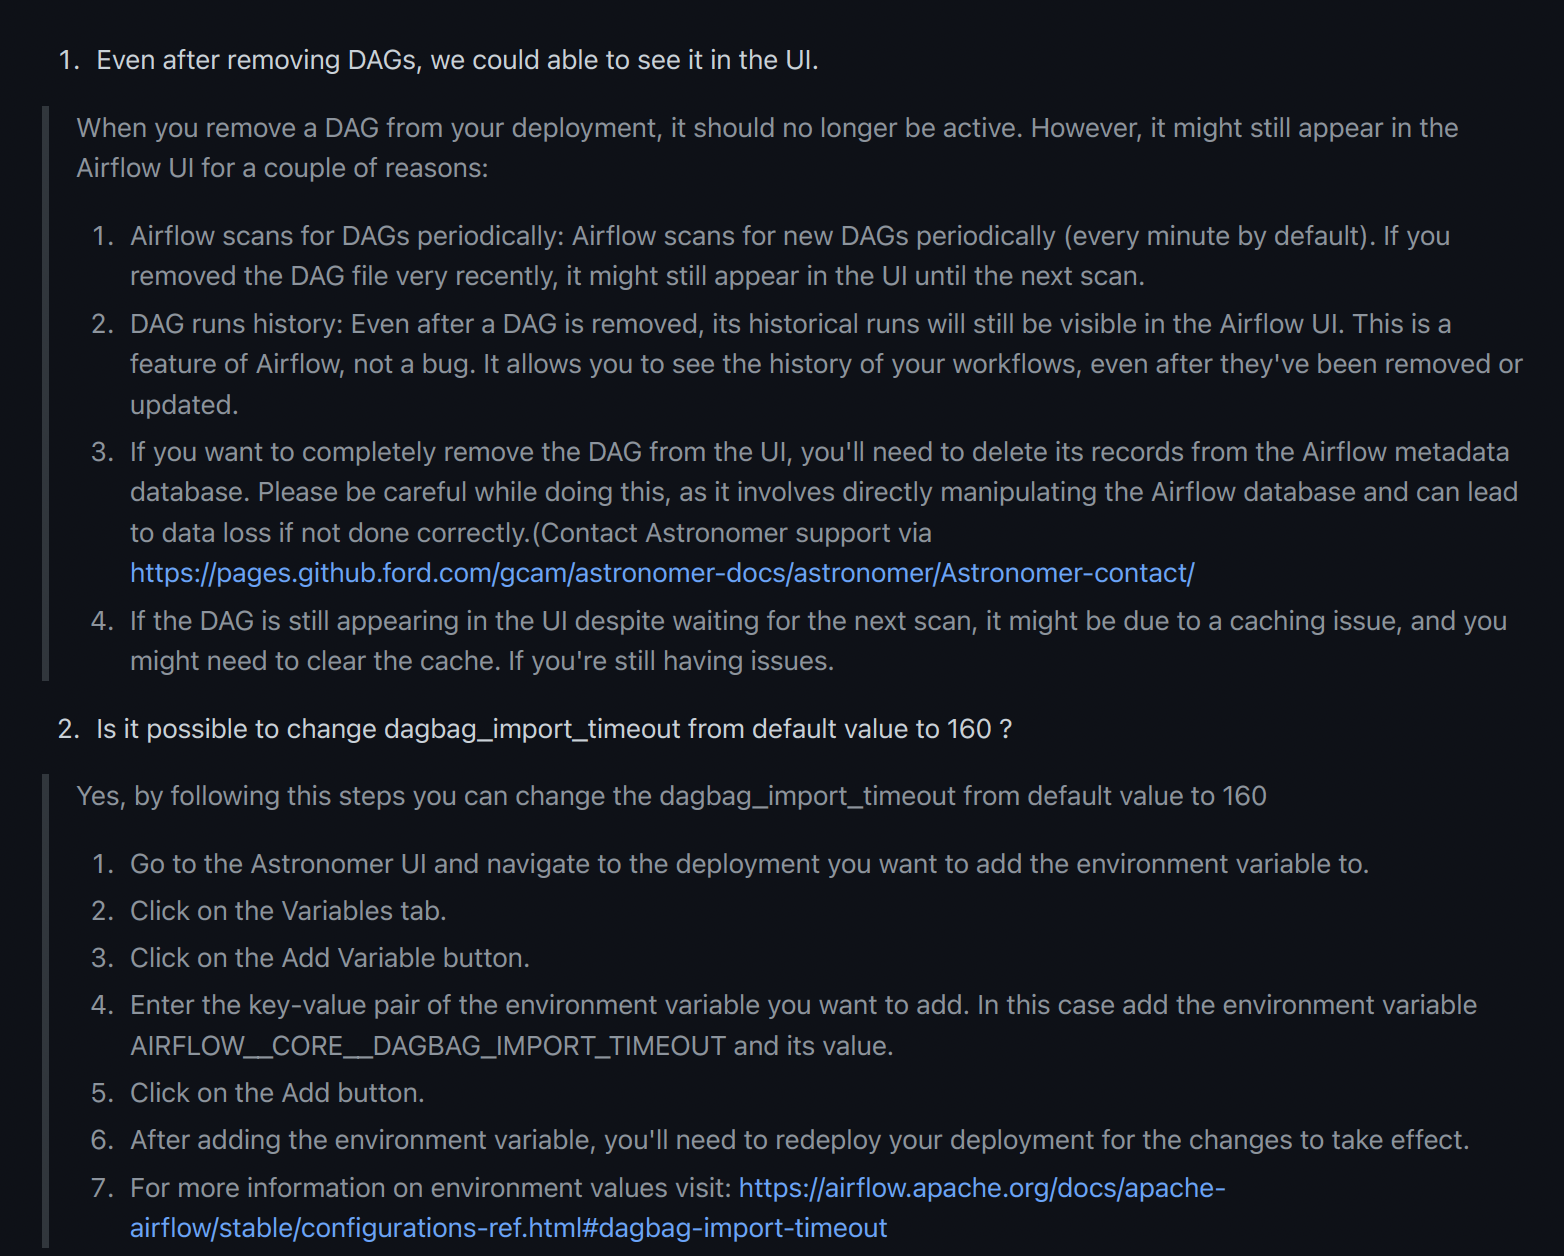 1. Even after removing DAGs, we could able to see it in the UI.
When you remove a DAG from your deployment, it should no longer be active. However, it might still appear in the
Airflow UI for a couple of reasons:
1. Airflow scans for DAGs periodically: Airflow scans for new DAGs periodically (every minute by default). If you
removed the DAG file very recently, it might still appear in the UI until the next scan.
2. DAG runs history: Even after a DAG is removed, its historical runs will still be visible in the Airflow UI. This is a
feature of Airflow, not a bug. It allows you to see the history of your workflows, even after they've been removed or
updated.
3. If you want to completely remove the DAG from the UI, you'll need to delete its records from the Airflow metadata
database. Please be careful while doing this, as it involves directly manipulating the Airflow database and can lead
to data loss if not done correctly.(Contact Astronomer support via
https://pages.github.ford.com/gcam/astronomer-docs/astronomer/Astronomer-contact/
4. If the DAG is still appearing in the UI despite waiting for the next scan, it might be due to a caching issue, and you
might need to clear the cache. If you're still having issues.
2. Is it possible to change dagbag_import_timeout from default value to 160 ?
Yes, by following this steps you can change the dagbag_import_timeout from default value to 160
1. Go to the Astronomer UI and navigate to the deployment you want to add the environment variable to.
2. Click on the Variables tab.
3. Click on the Add Variable button.
4. Enter the key-value pair of the environment variable you want to add. In this case add the environment variable
AIRFLOW__CORE__DAGBAG_IMPORT_TIMEOUT and its value.
5. Click on the Add button.
6. After adding the environment variable, you'll need to redeploy your deployment for the changes to take effect.
7. For more information on environment values visit: https://airflow.apache.org/docs/apache-
airflow/stable/configurations-ref.html#dagbag-import-timeout